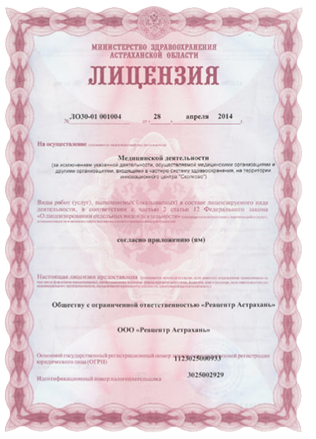 МИНИСТЕРСТВО ЗДРАВООХРАНЕНИЯ
АСТРАХАНСКОЙ ОБЛАСТИ
ЛИЦЕНЗИЯ
№ ЛО30-01 001004 от « 28 » апреля 2014 г.
На осуществление
Медицинской деятельности
(за исключением указанной деятельности, осуществляемой медицинскими организациями и
другими организациями, входящими в частную систему здравоохранения, на территории
инновационного центра "Сколково")
Виды работ (услуг), выполняемых (оказываемых) в составе лицензируемого вида
деятельности, в соответствии с частью 2 статьи 12 Федерального закона
«О лицензировании отдельных видов деятельности»
согласно приложению (ям)
Настоящая лицензия предоставлена
Обществу с ограниченной ответственностью «Реацентр Астрахань»
ООО «Реацентр Астрахань»
Основной государственный регистрационный номер регистрации
юридического лица (ОГРН) 1123025000933
Идентификационный номер налогоплательщика 3025002929